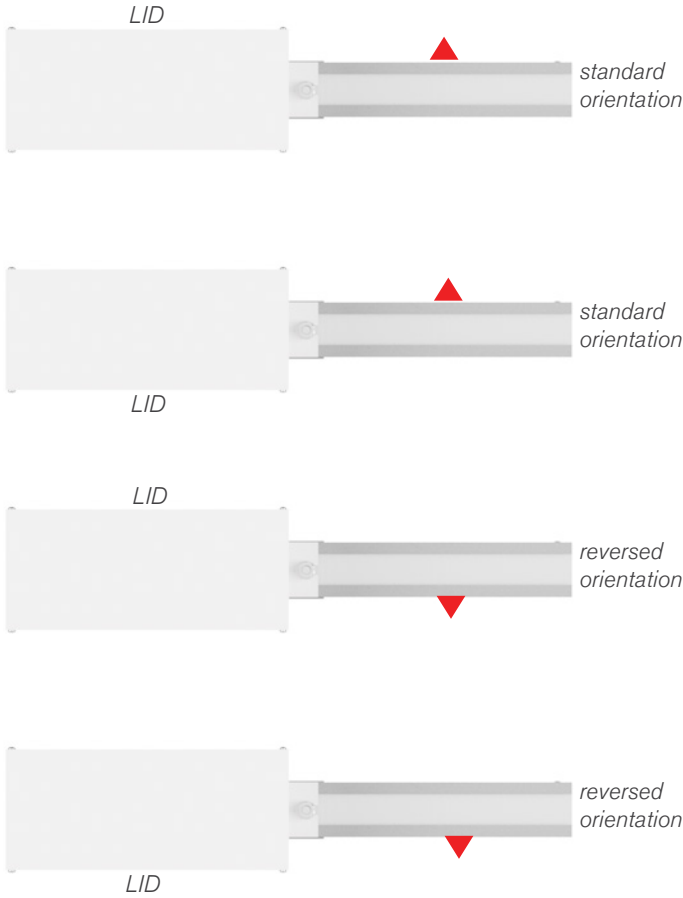 LID
standard
orientation
standard
orientation
LID
LID
reversed
orientation
reversed
orientation
LID